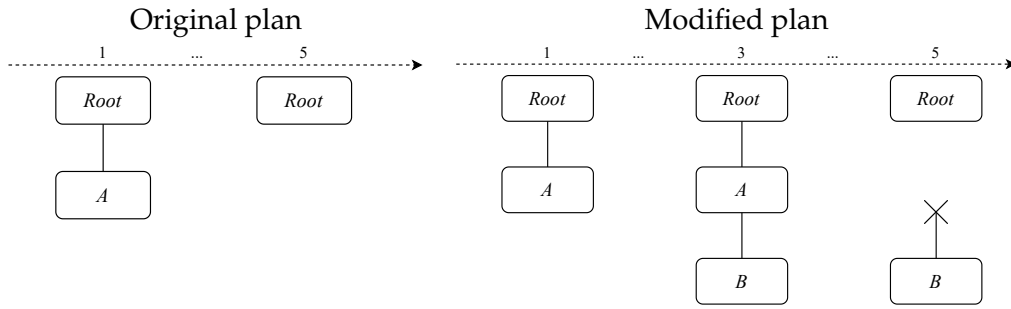 Original plan
1 ... 5
Root Root
A
Modified plan
1 ... 3 ... 5
Root Root Root
A A
B B